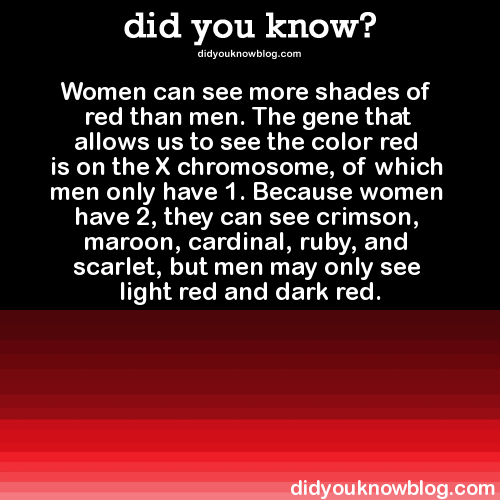 did you know?
didyouknowblog.com
Women can see more shades of
red than men. The gene that
allows us to see the color red
is on the X chromosome, of which
men only have 1. Because women
have 2, they can see crimson,
maroon, cardinal, ruby, and
scarlet, but men may only see
light red and dark red.
didyouknowblog.com